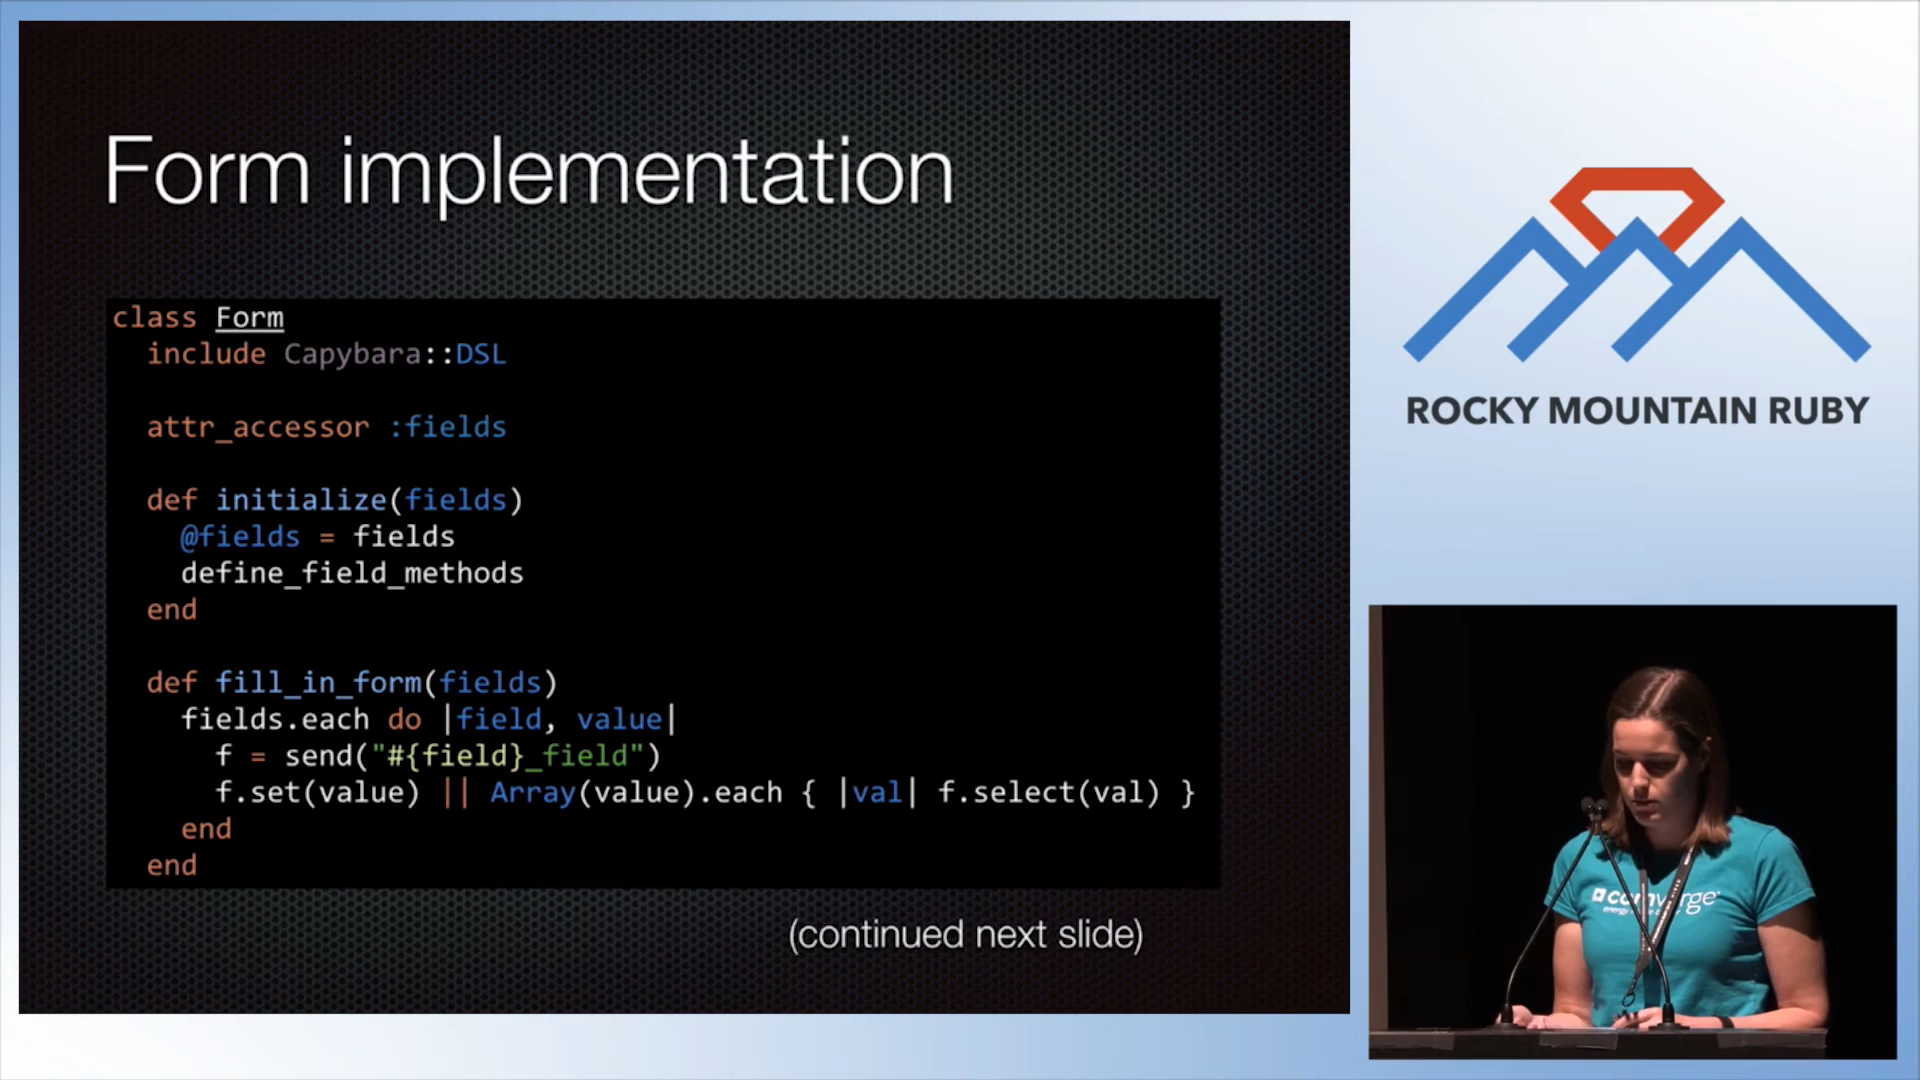 Form implementation
class Form
  include Capybara::DSL

  attr_accessor :fields

  def initialize(fields)
    @fields = fields
    define_field_methods
  end

  def fill_in_form(fields)
    fields.each do |field, value|
      f = send("#{field}_field")
      f.set(value) || Array(value).each { |val| f.select(val) }
    end
  end
(continued next slide)
ROCKY MOUNTAIN RUBY
comverge
energy